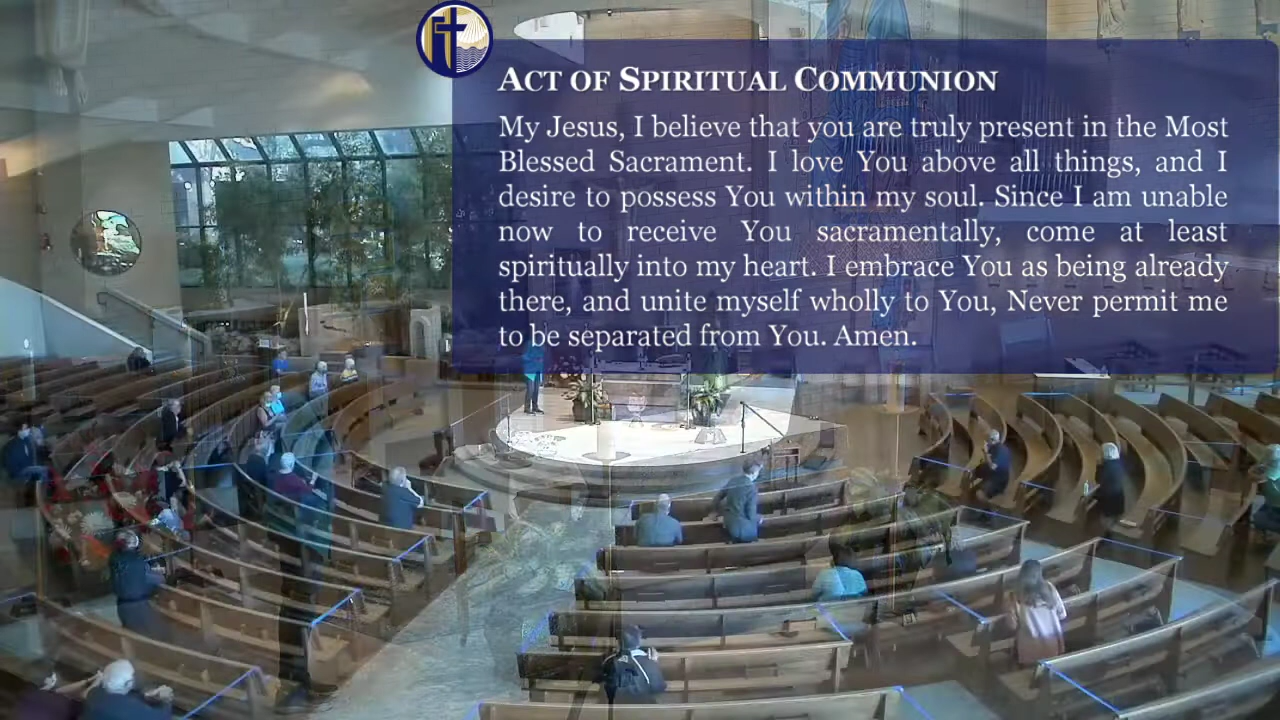 ACT OF SPIRITUAL COMMUNION
My Jesus, I believe that you are truly present in the Most
Blessed Sacrament. I love You above all things, and I
desire to possess You within my soul. Since I am unable
now to receive You sacramentally, come at least
spiritually into my heart. I embrace You as being already
there, and unite myself wholly to You, Never permit me
to be separated from You. Amen.